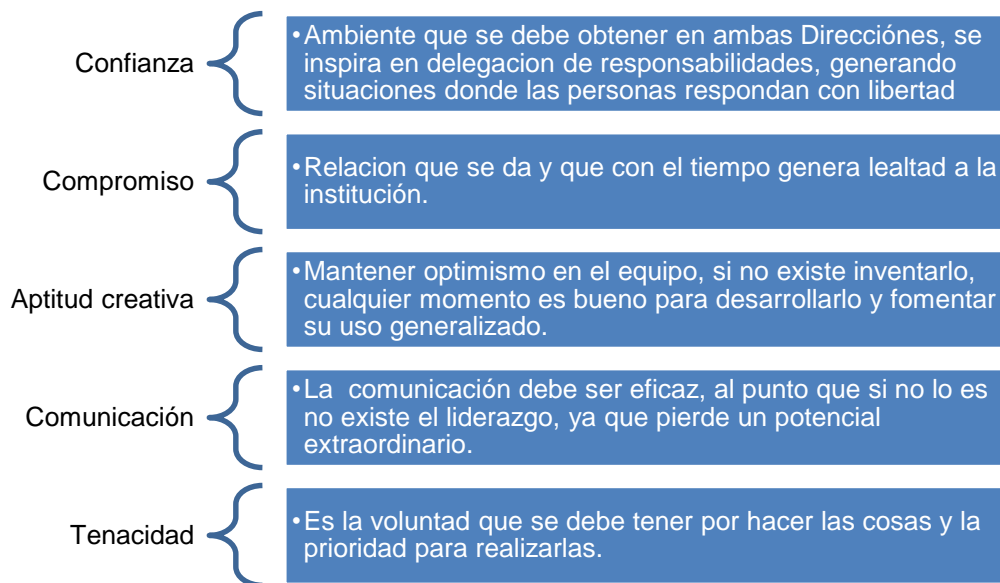 Confianza
•Ambiente que se debe obtener en ambas Direcciónes, se
inspira en delegacion de responsabilidades, generando
situaciones donde las personas respondan con libertad
Compromiso
•Relacion que se da y que con el tiempo genera lealtad a la
institución.
Aptitud creativa
•Mantener optimismo en el equipo, si no existe inventarlo,
cualquier momento es bueno para desarrollarlo y fomentar
su uso generalizado.
Comunicación
•La  comunicación debe ser eficaz, al punto que si no lo es
no existe el liderazgo, ya que pierde un potencial
extraordinario.
Tenacidad
•Es la voluntad que se debe tener por hacer las cosas y la
prioridad para realizarlas.